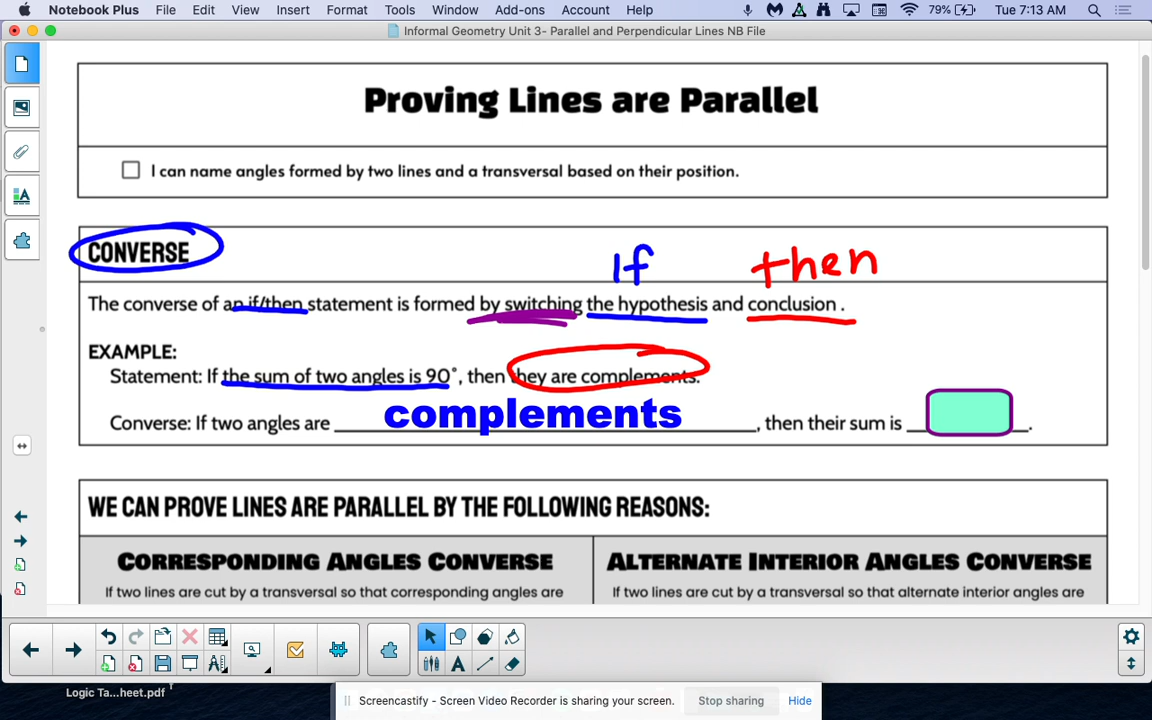 Notebook Plus File Edit View Insert Format Tools Window Add-ons Account Help 79% Tue 7:13 AM
Informal Geometry Unit 3- Parallel and Perpendicular Lines NB File
Proving Lines are Parallel
I can name angles formed by two lines and a transversal based on their position.
CONVERSE
If then
The converse of an if/then statement is formed by switching the hypothesis and conclusion .
EXAMPLE:
Statement: If the sum of two angles is 90°, then they are complements.
Converse: If two angles are complements, then their sum is .
WE CAN PROVE LINES ARE PARALLEL BY THE FOLLOWING REASONS:
CORRESPONDING ANGLES CONVERSE
If two lines are cut by a transversal so that corresponding angles are
ALTERNATE INTERIOR ANGLES CONVERSE
If two lines are cut by a transversal so that alternate interior angles are
Logic Ta...heet.pdf
Screencastify - Screen Video Recorder is sharing your screen. Stop sharing Hide